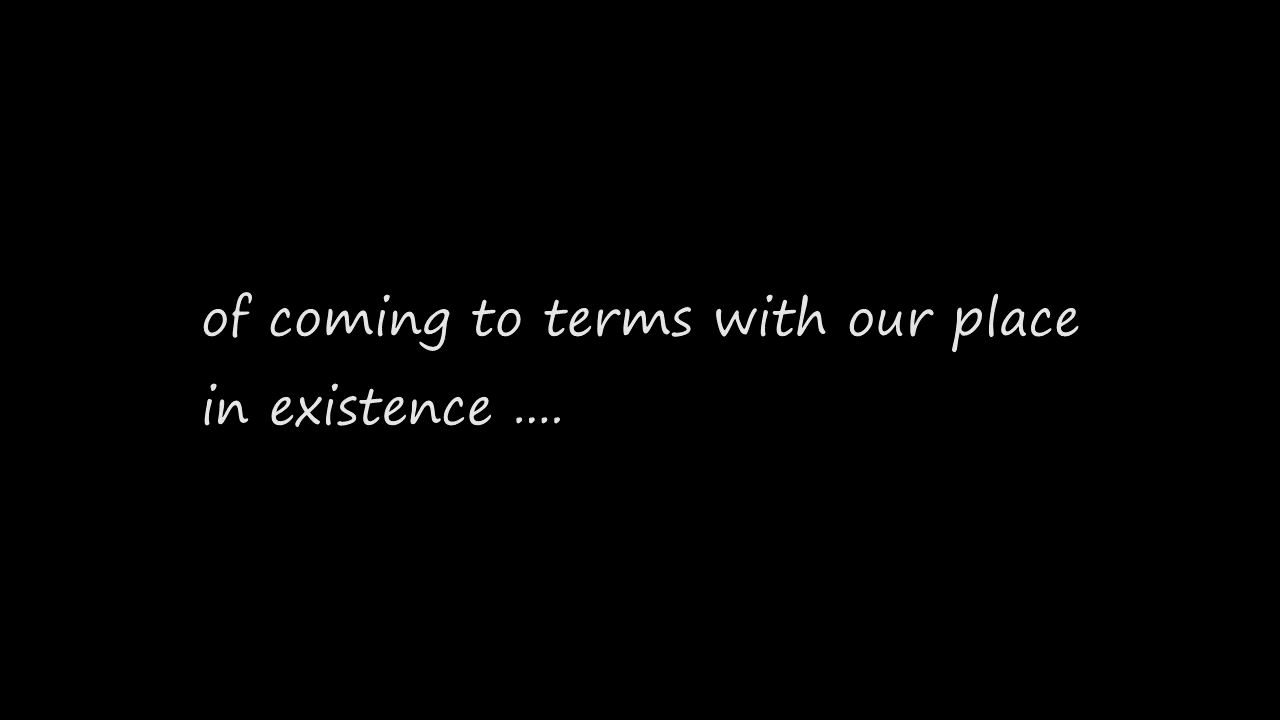 of coming to terms with our place
in existence ....